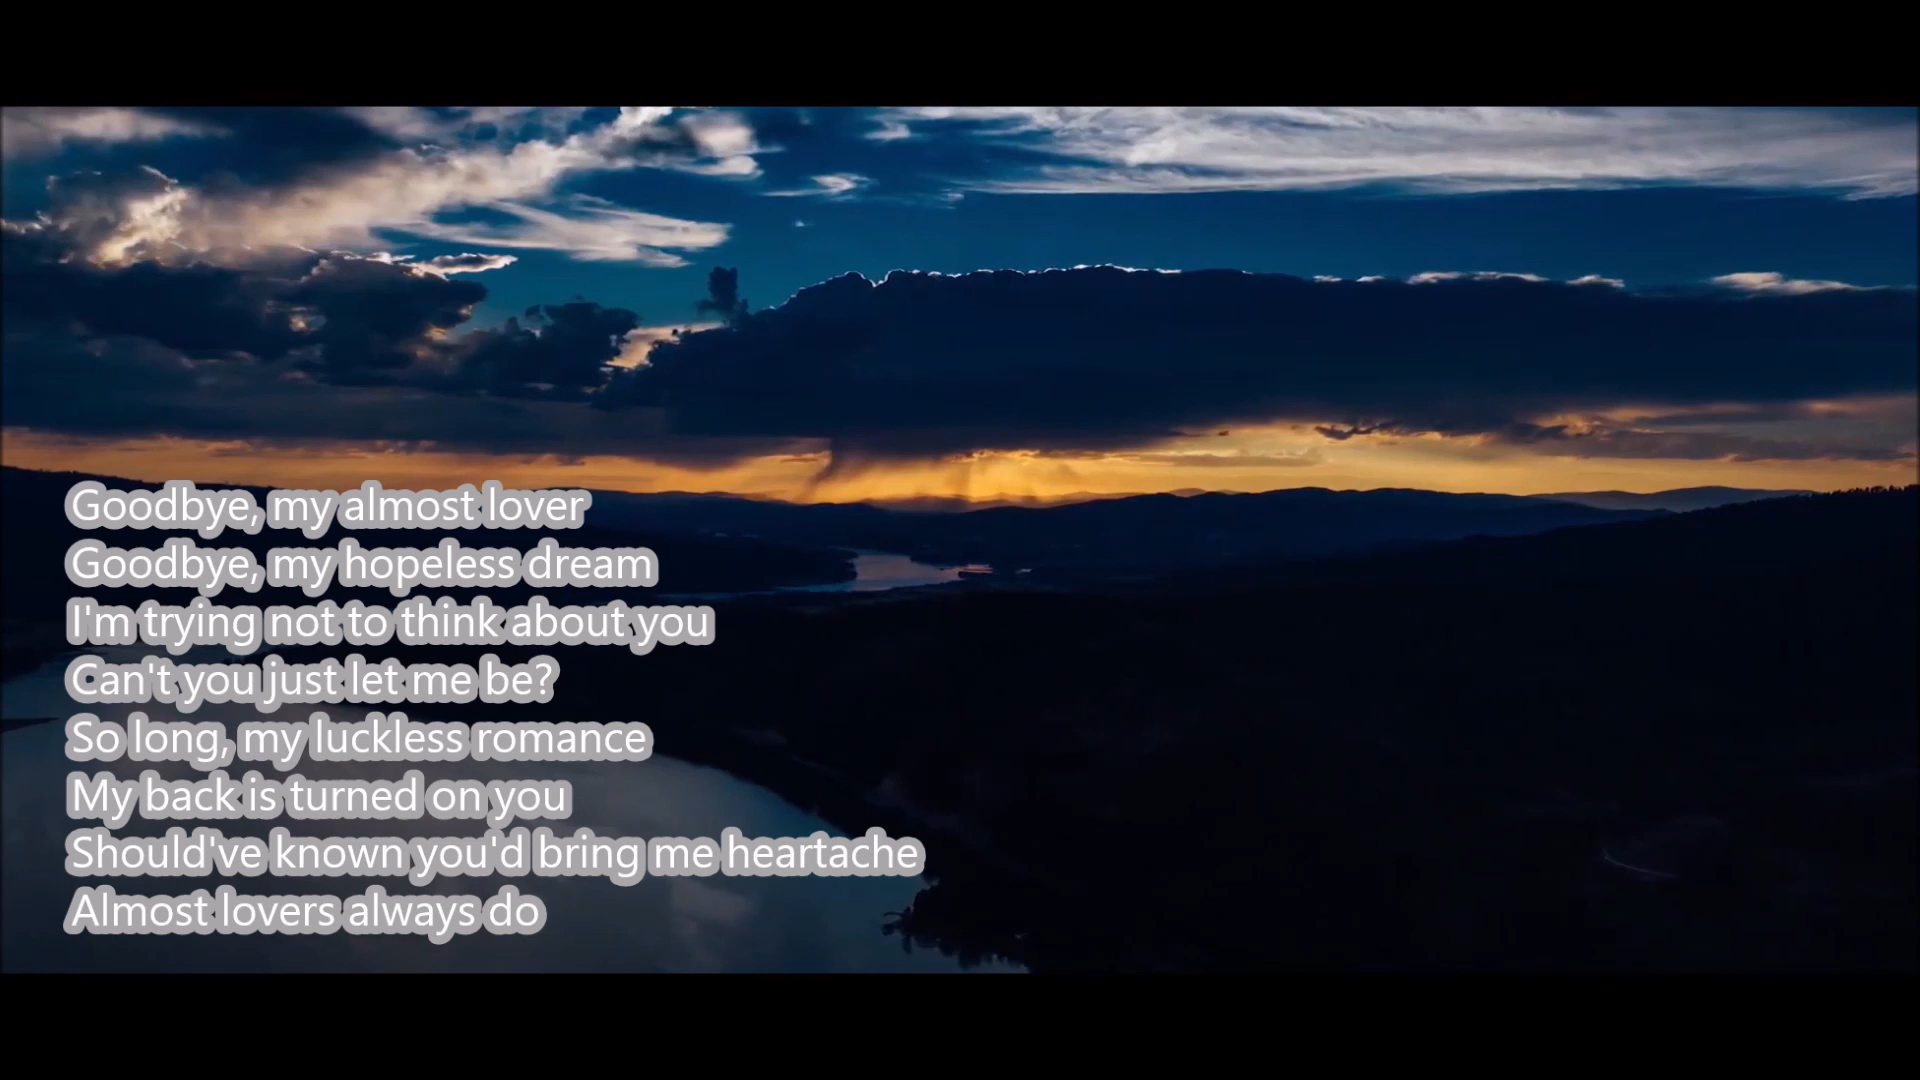 Goodbye, my almost lover
Goodbye, my hopeless dream
I'm trying not to think about you
Can't you just let me be?
So long, my luckless romance
My back is turned on you
Should've known you'd bring me heartache
Almost lovers always do